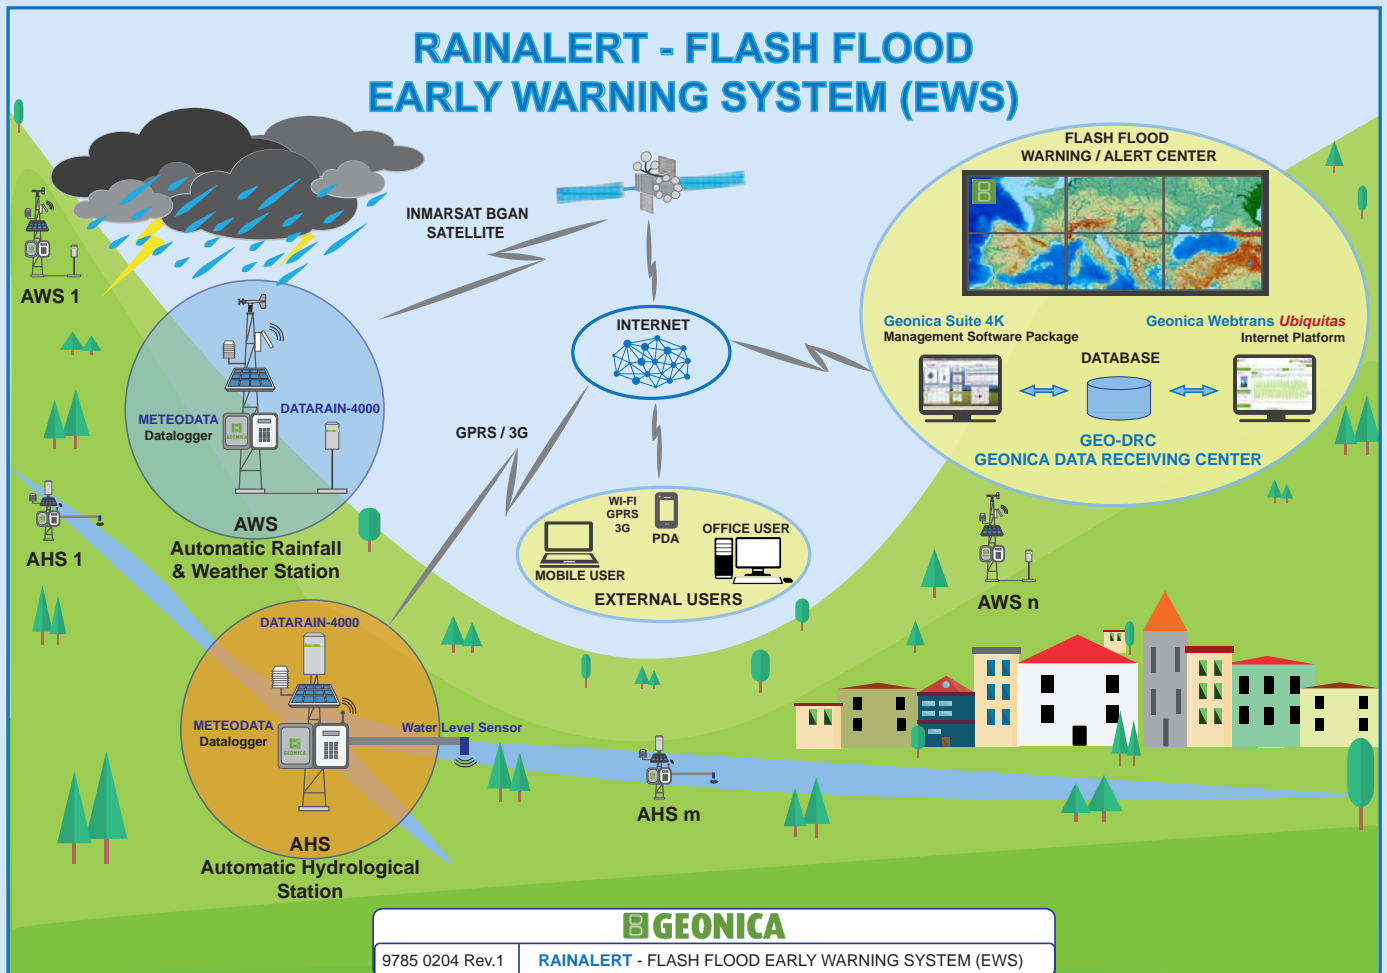 RAINALERT - FLASH FLOOD
EARLY WARNING SYSTEM (EWS)
FLASH FLOOD
WARNING / ALERT CENTER
INMARSAT BGAN
SATELLITE
AWS 1
INTERNET
Geonica Suite 4K
Management Software Package
Geonica Webtrans Ubiquitas
Internet Platform
DATABASE
METEODATA
Datalogger
DATARAIN-4000
GEONICA
GPRS / 3G
GEO-DRC
GEONICA DATA RECEIVING CENTER
AWS
Automatic Rainfall
& Weather Station
AHS 1
WI-FI
GPRS
3G
PDA
OFFICE USER
MOBILE USER
EXTERNAL USERS
AWS n
DATARAIN-4000
METEODATA
Datalogger
GEONICA
Water Level Sensor
AHS m
AHS
Automatic Hydrological
Station
GEONICA
9785 0204 Rev.1
RAINALERT - FLASH FLOOD EARLY WARNING SYSTEM (EWS)